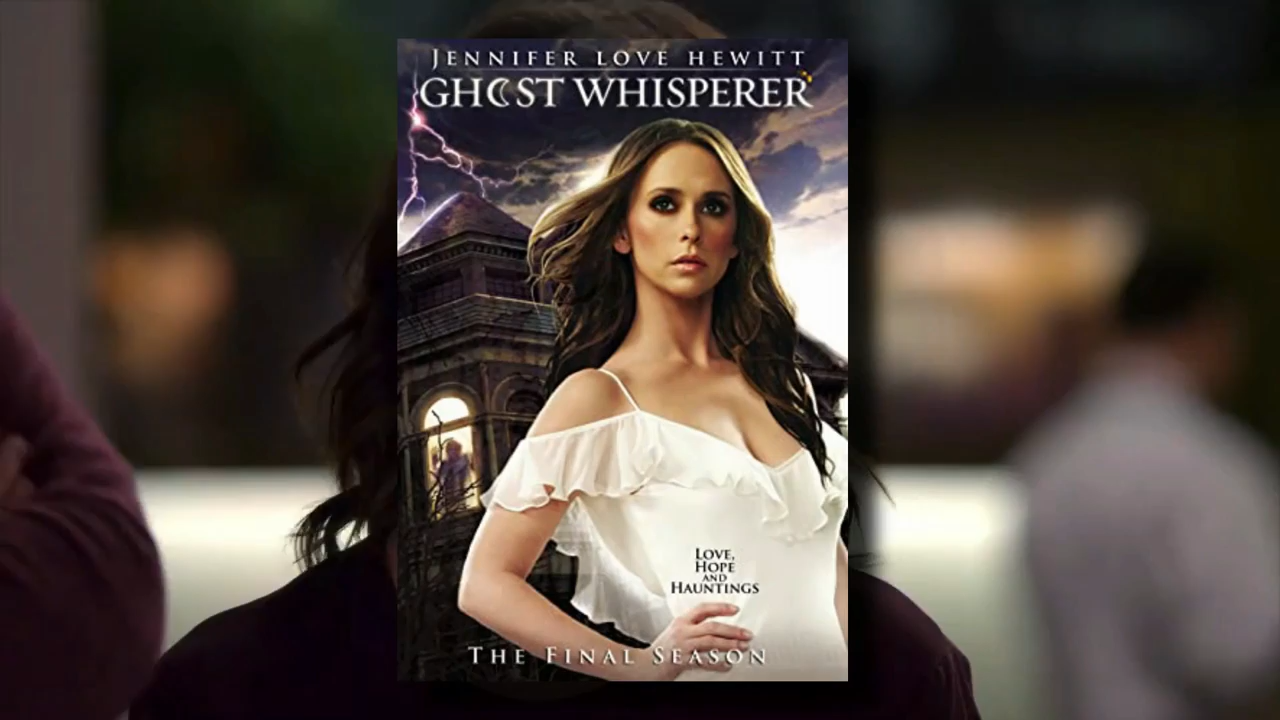 JENNIFER LOVE HEWITT
GHOST WHISPERER
LOVE,
HOPE
AND
HAUNTINGS
THE FINAL SEASON